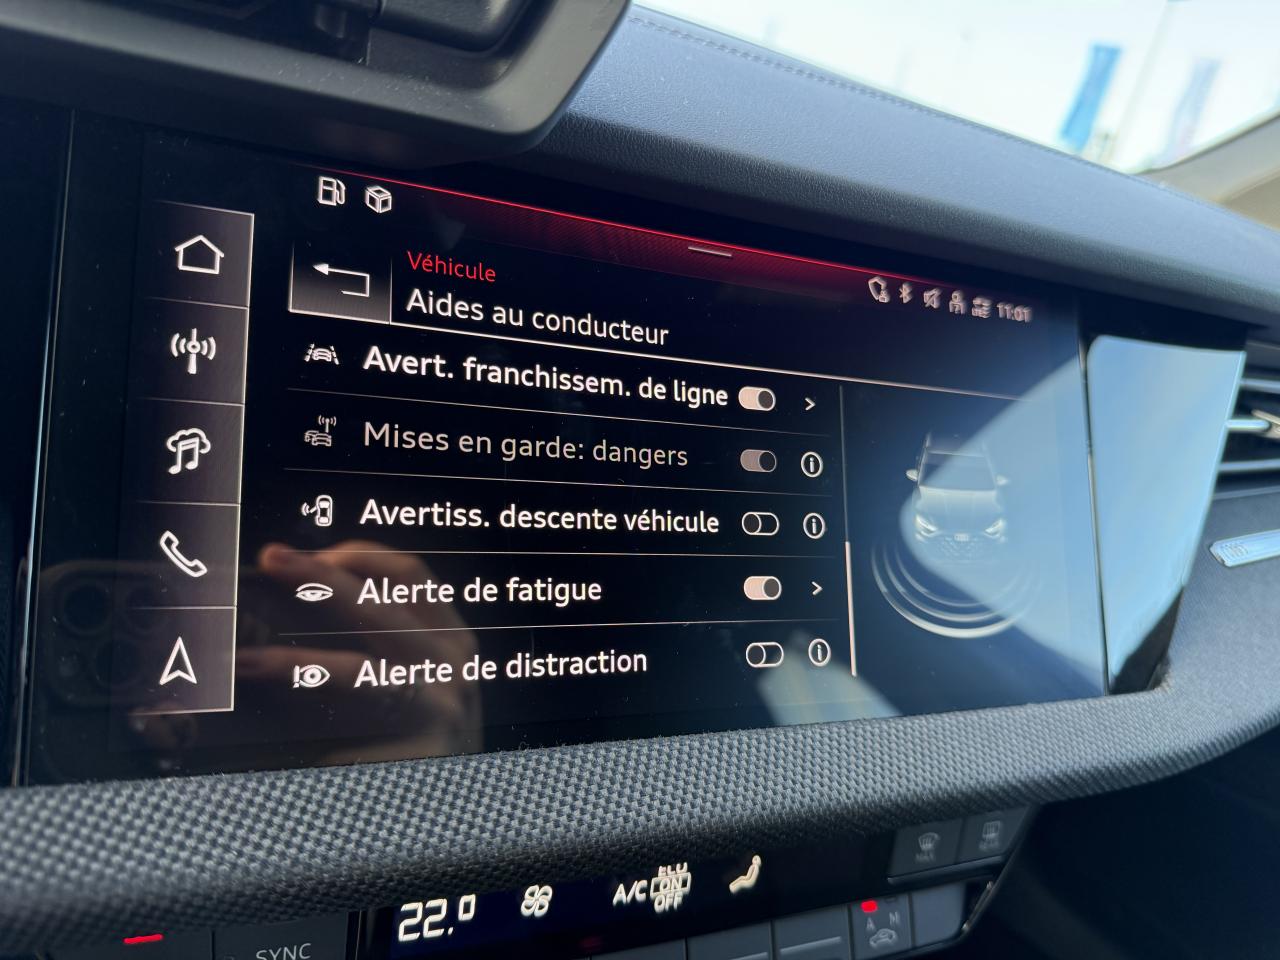 Véhicule
Aides au conducteur
11:01
Avert. franchissem. de ligne
Mises en garde: dangers
Avertiss. descente véhicule
Alerte de fatigue
Alerte de distraction
22.0
A/C
ECO
ON
OFF
MAX
SYNC
A
M